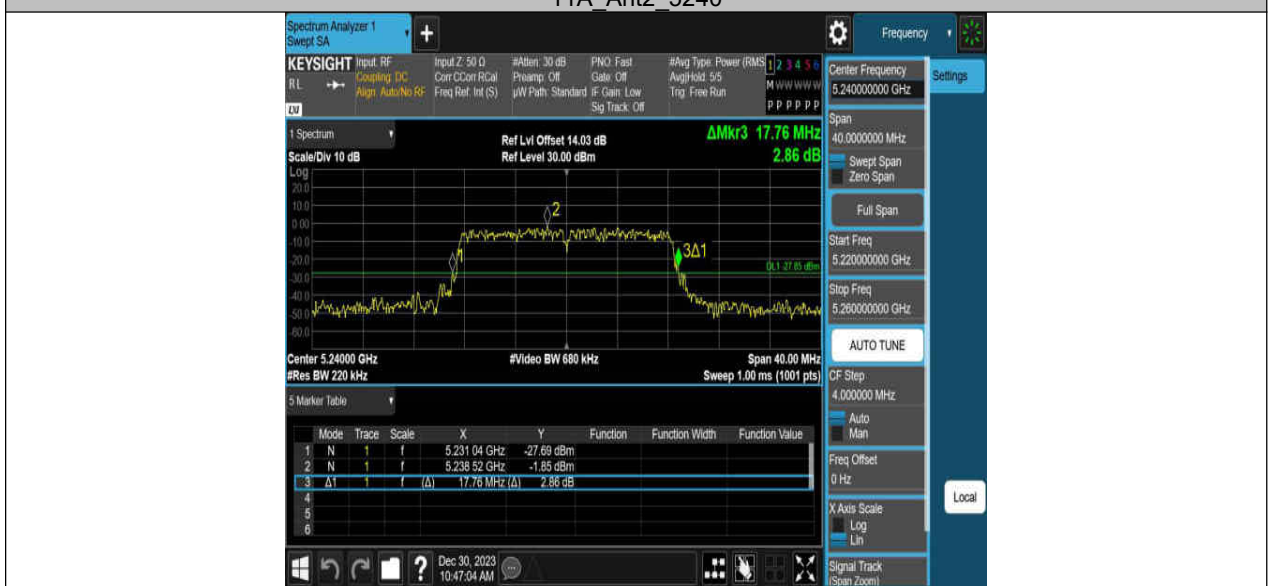 11A_Ant2_5240
Spectrum Analyzer 1
Swept SA
+
Frequency
KEYSIGHT
RL
LXI
Input: RF
Coupling: DC
Align: Auto/No RF
Input Z: 50 Ω
Corr CCorr RCal
Freq Ref: Int (S)
#Atten: 30 dB
Preamp: Off
µW Path: Standard
PNO: Fast
Gate: Off
IF Gain: Low
Sig Track: Off
#Avg Type: Power (RMS
Avg|Hold: 5/5
Trig: Free Run
1 2 3 4 5 6
M W W W W W
P P P P P P
Center Frequency
5.240000000 GHz
Settings
Span
40.0000000 MHz
Swept Span
Zero Span
Full Span
Start Freq
5.220000000 GHz
Stop Freq
5.260000000 GHz
AUTO TUNE
CF Step
4.000000 MHz
Auto
Man
Freq Offset
0 Hz
X Axis Scale
Log
Lin
Signal Track
(Span Zoom)
Local
1 Spectrum
Scale/Div 10 dB
Log
Ref Lvl Offset 14.03 dB
Ref Level 30.00 dBm
ΔMkr3 17.76 MHz
2.86 dB
20.0
10.0
0.00
-10.0
-20.0
-30.0
-40.0
-50.0
-60.0
2
3Δ1
DL1 -27.85 dBm
Center 5.24000 GHz
#Video BW 680 kHz
Span 40.00 MHz
#Res BW 220 kHz
Sweep 1.00 ms (1001 pts)
5 Marker Table
Mode Trace Scale X Y Function Function Width Function Value
1 N 1 f 5.231 04 GHz -27.69 dBm
2 N 1 f 5.238 52 GHz -1.85 dBm
3 Δ1 1 f (Δ) 17.76 MHz (Δ) 2.86 dB
4
5
6
?
Dec 30, 2023
10:47:04 AM